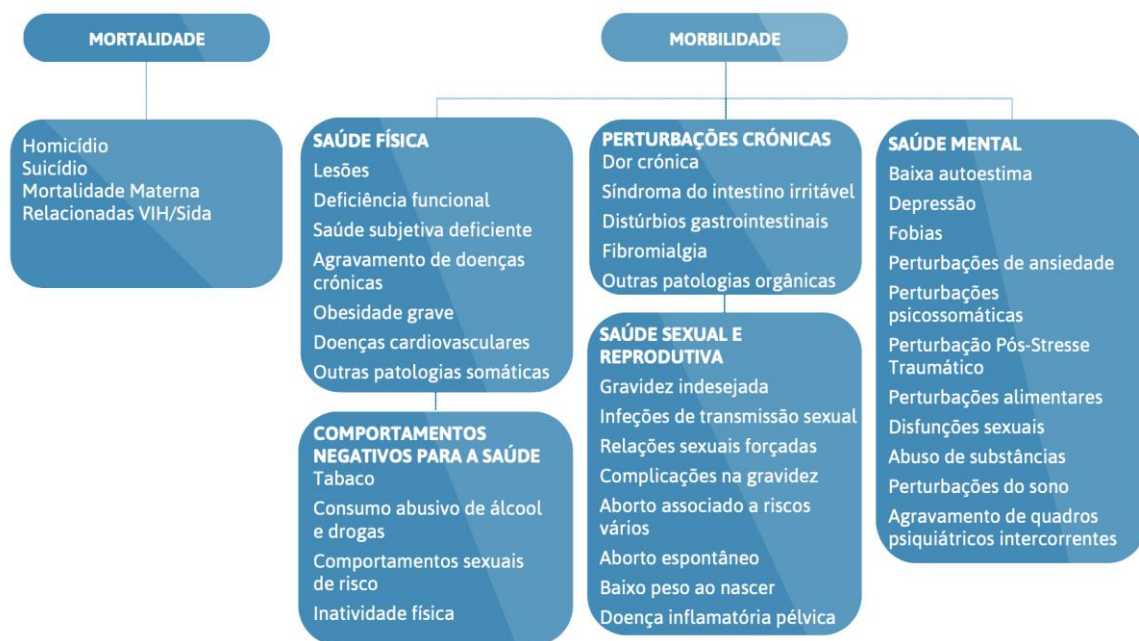 MORTALIDADE
Homicídio
Suicídio
Mortalidade Materna
Relacionadas VIH/Sida
MORBILIDADE
SAÚDE FÍSICA
Lesões
Deficiência funcional
Saúde subjetiva deficiente
Agravamento de doenças
crónicas
Obesidade grave
Doenças cardiovasculares
Outras patologias somáticas
COMPORTAMENTOS
NEGATIVOS PARA A SAÚDE
Tabaco
Consumo abusivo de álcool
e drogas
Comportamentos sexuais
de risco
Inatividade física
PERTURBAÇÕES CRÓNICAS
Dor crónica
Síndroma do intestino irritável
Distúrbios gastrointestinais
Fibromialgia
Outras patologias orgânicas
SAÚDE SEXUAL E
REPRODUTIVA
Gravidez indesejada
Infeções de transmissão sexual
Relações sexuais forçadas
Complicações na gravidez
Aborto associado a riscos
vários
Aborto espontâneo
Baixo peso ao nascer
Doença inflamatória pélvica
SAÚDE MENTAL
Baixa autoestima
Depressão
Fobias
Perturbações de ansiedade
Perturbações
psicossomáticas
Perturbação Pós-Stresse
Traumático
Perturbações alimentares
Disfunções sexuais
Abuso de substâncias
Perturbações do sono
Agravamento de quadros
psiquiátricos intercorrentes